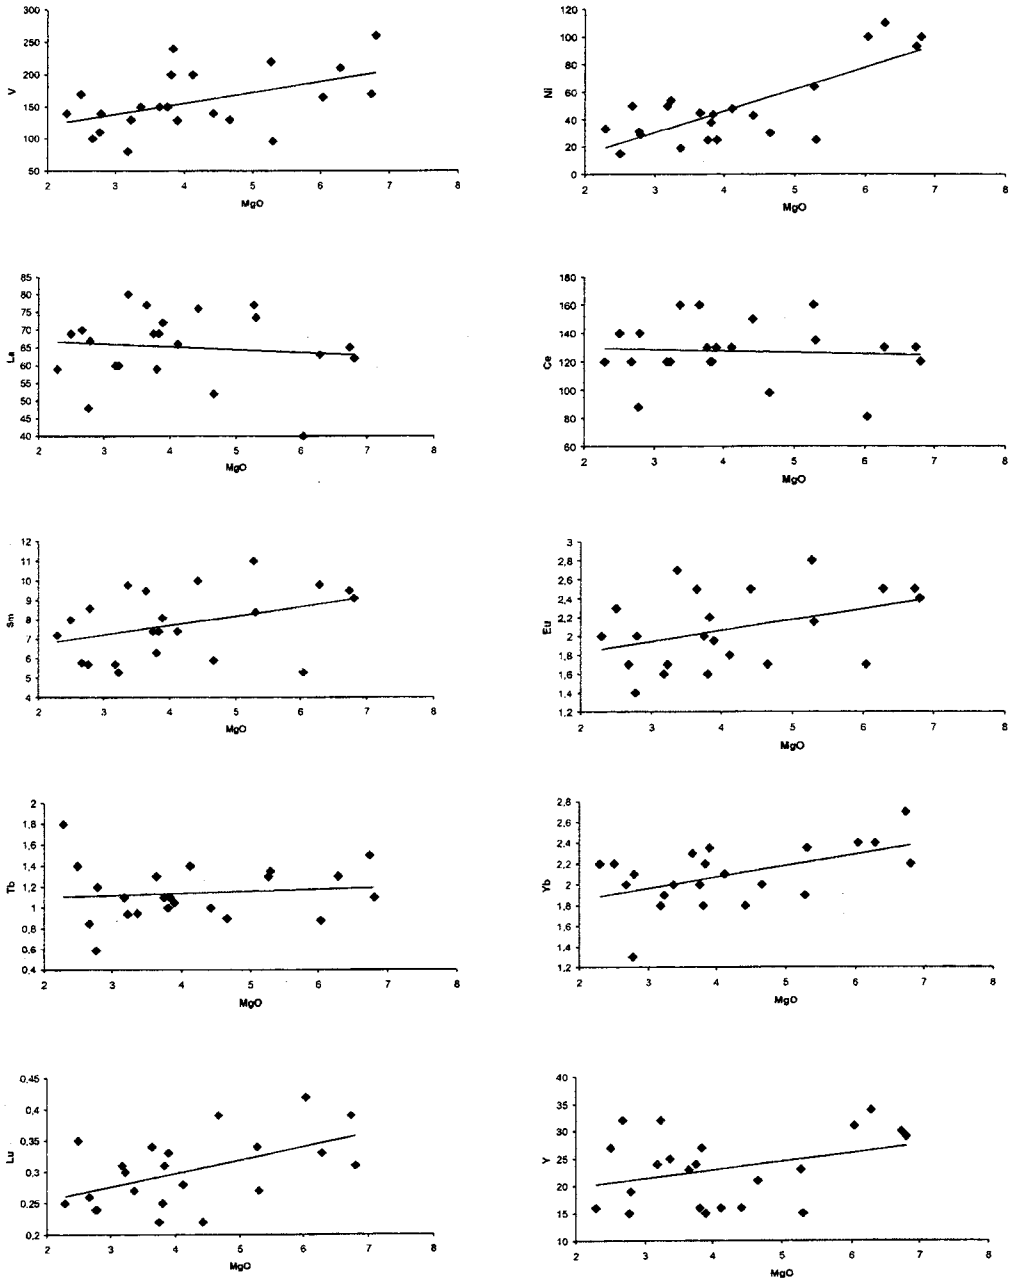 300
250
200
150
100
50
V
2 3 4 5 6 7 8
MgO
120
100
80
60
40
20
0
Ni
2 3 4 5 6 7 8
MgO
85
80
75
70
65
60
55
50
45
40
La
2 3 4 5 6 7 8
MgO
180
160
140
120
100
80
60
Ce
2 3 4 5 6 7 8
MgO
12
11
10
9
8
7
6
5
4
Sm
2 3 4 5 6 7 8
MgO
3
2,8
2,6
2,4
2,2
2
1,8
1,6
1,4
1,2
Eu
2 3 4 5 6 7 8
MgO
2
1,8
1,6
1,4
1,2
1
0,8
0,6
0,4
Tb
2 3 4 5 6 7 8
MgO
2,8
2,6
2,4
2,2
2
1,8
1,6
1,4
1,2
Yb
2 3 4 5 6 7 8
MgO
0,45
0,4
0,35
0,3
0,25
0,2
Lu
2 3 4 5 6 7 8
MgO
40
35
30
25
20
15
10
Y
2 3 4 5 6 7 8
MgO